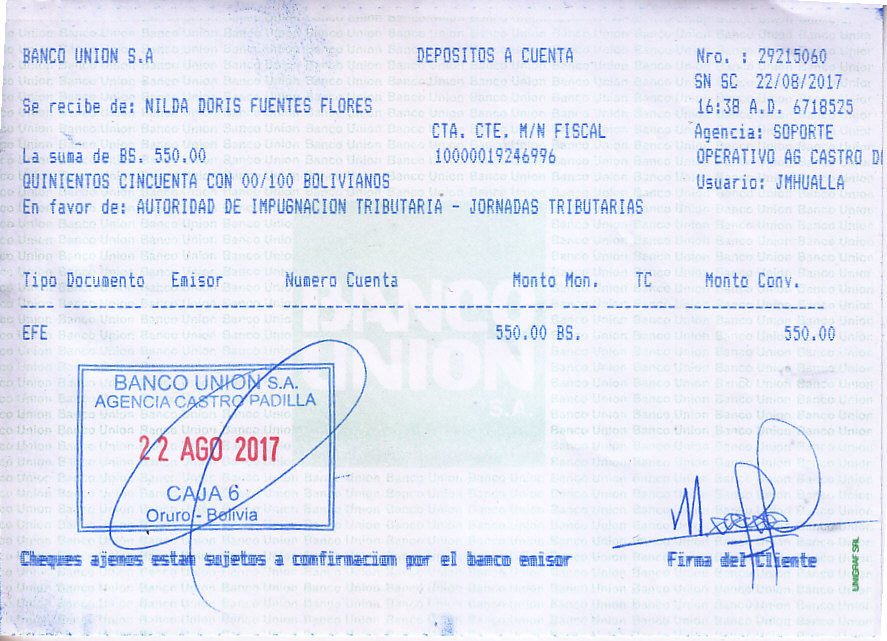 BANCO UNION S.A DEPOSITOS A CUENTA Nro. : 29215060
SN SC 22/08/2017
Se recibe de: NILDA DORIS FUENTES FLORES 16:38 A.D. 6718525
CTA. CTE. M/N FISCAL Agencia: SOPORTE
La suma de BS. 550.00 10000019246996 OPERATIVO AG CASTRO
QUINIENTOS CINCUENTA CON 00/100 BOLIVIANOS Usuario: JMHUALLA
En favor de: AUTORIDAD DE IMPUGNACION TRIBUTARIA - JORNADAS TRIBUTARIAS
Tipo Documento Emisor Numero Cuenta Monto Mon. TC Monto Conv.
EFE 550.00 BS. 550.00
BANCO
UNION
S.A.
BANCO UNION S.A.
AGENCIA CASTRO PADILLA
22 AGO 2017
CAJA 6
Oruro - Bolivia
Cheques ajenos estan sujetos a confirmacion por el banco emisor Firma del Cliente
UNIGRAF SRL